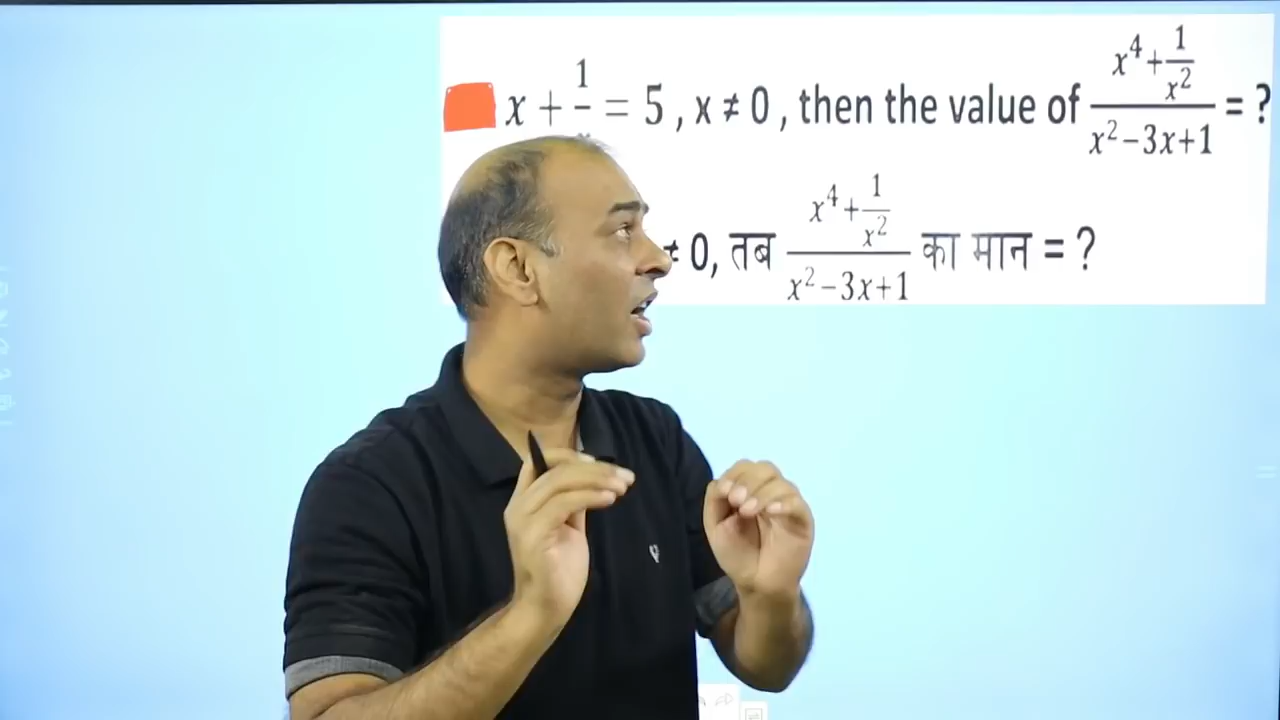 x + 1/ = 5 , x ≠ 0 , then the value of (x⁴+1/x²)/(x²−3x+1) = ?
≠ 0, तब (x⁴+1/x²)/(x²−3x+1) का मान = ?